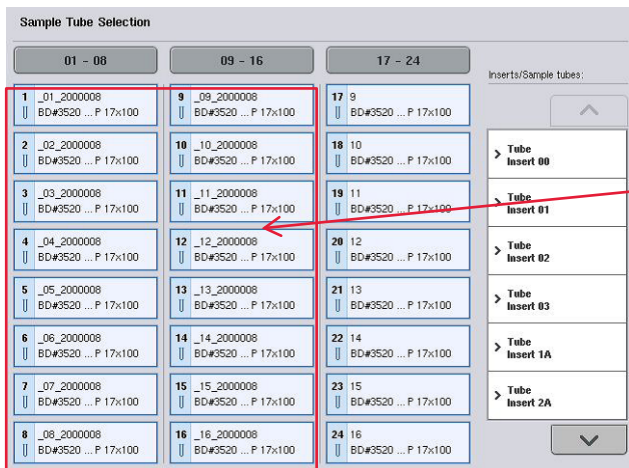 Sample Tube Selection
01 - 08
09 - 16
17 - 24
Inserts/Sample tubes:
1 _01_2000008
BD#3520 ... P 17x100
9 _09_2000008
BD#3520 ... P 17x100
17 9
BD#3520 ... P 17x100
2 _02_2000008
BD#3520 ... P 17x100
10 _10_2000008
BD#3520 ... P 17x100
18 10
BD#3520 ... P 17x100
3 _03_2000008
BD#3520 ... P 17x100
11 _11_2000008
BD#3520 ... P 17x100
19 11
BD#3520 ... P 17x100
4 _04_2000008
BD#3520 ... P 17x100
12 _12_2000008
BD#3520 ... P 17x100
20 12
BD#3520 ... P 17x100
5 _05_2000008
BD#3520 ... P 17x100
13 _13_2000008
BD#3520 ... P 17x100
21 13
BD#3520 ... P 17x100
6 _06_2000008
BD#3520 ... P 17x100
14 _14_2000008
BD#3520 ... P 17x100
22 14
BD#3520 ... P 17x100
7 _07_2000008
BD#3520 ... P 17x100
15 _15_2000008
BD#3520 ... P 17x100
23 15
BD#3520 ... P 17x100
8 _08_2000008
BD#3520 ... P 17x100
16 _16_2000008
BD#3520 ... P 17x100
24 16
BD#3520 ... P 17x100
Tube
Insert 00
Tube
Insert 01
Tube
Insert 02
Tube
Insert 03
Tube
Insert 1A
Tube
Insert 2A